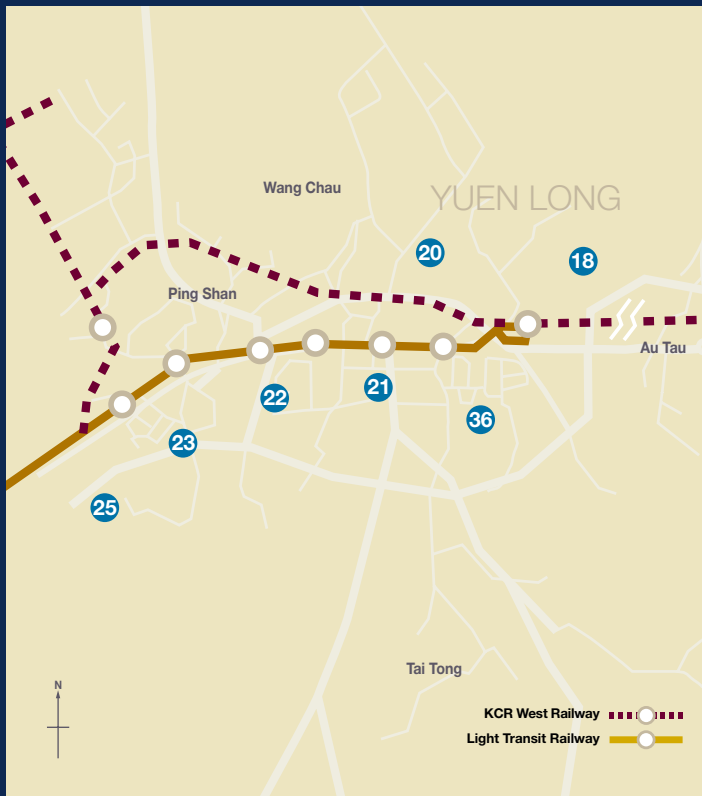 Wang Chau
YUEN LONG
20
18
Ping Shan
Au Tau
21
22
36
23
25
Tai Tong
N
KCR West Railway
Light Transit Railway